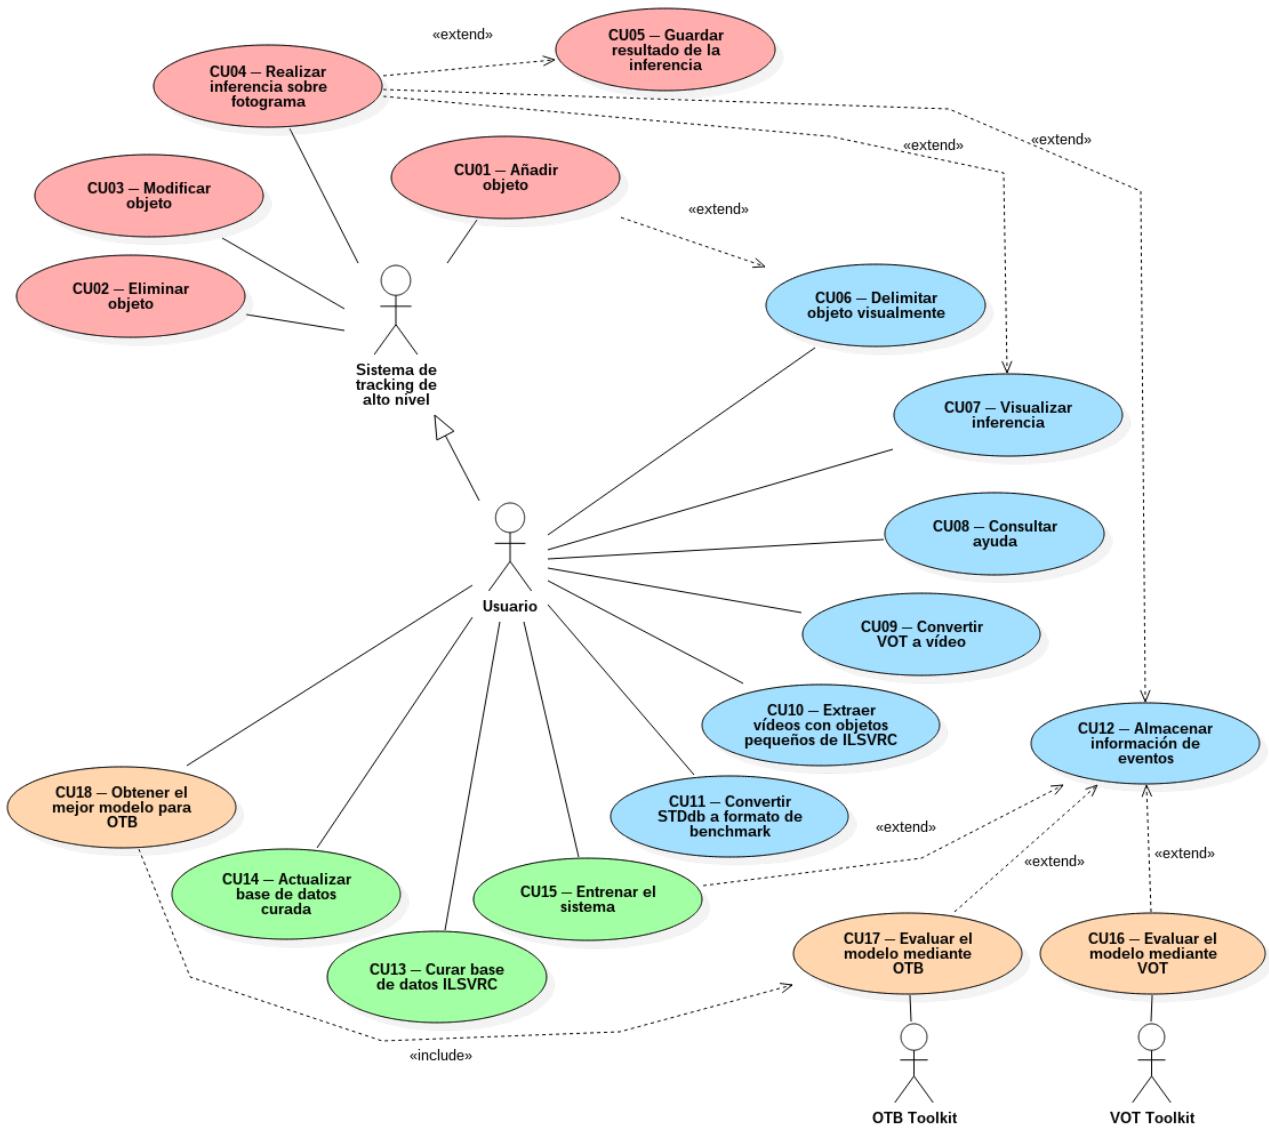 «extend»
CU05 ─ Guardar
resultado de la
inferencia
CU04 ─ Realizar
inferencia sobre
fotograma
«extend»
«extend»
CU01 ─ Añadir
objeto
CU03 ─ Modificar
objeto
«extend»
CU02 ─ Eliminar
objeto
CU06 ─ Delimitar
objeto visualmente
Sistema de
tracking de
alto nivel
CU07 ─ Visualizar
inferencia
CU08 ─ Consultar
ayuda
Usuario
CU09 ─ Convertir
VOT a vídeo
CU10 ─ Extraer
vídeos con objetos
pequeños de ILSVRC
CU12 ─ Almacenar
información de
eventos
CU18 ─ Obtener el
mejor modelo para
OTB
CU11 ─ Convertir
STDdb a formato de
benchmark
«extend»
«extend»
«extend»
CU14 ─ Actualizar
base de datos
curada
CU15 ─ Entrenar el
sistema
CU17 ─ Evaluar el
modelo mediante
OTB
CU16 ─ Evaluar el
modelo mediante
VOT
CU13 ─ Curar base
de datos ILSVRC
«include»
OTB Toolkit
VOT Toolkit